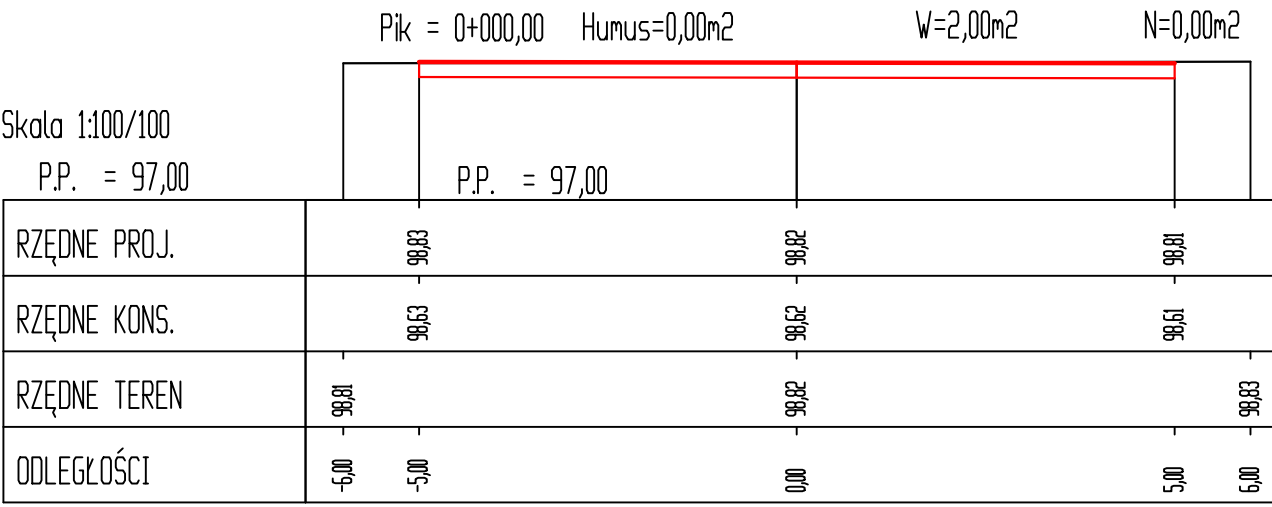 Pik = 0+000,00 Humus=0,00m2 W=2,00m2 N=0,00m2
Skala 1:100/100
P.P. = 97,00 P.P. = 97,00
RZĘDNE PROJ. 98,83 98,82 98,81
RZĘDNE KONS. 98,63 98,62 98,61
RZĘDNE TEREN 98,81 98,82 98,83
ODLEGŁOŚCI -6,00 -5,00 0,00 5,00 6,00